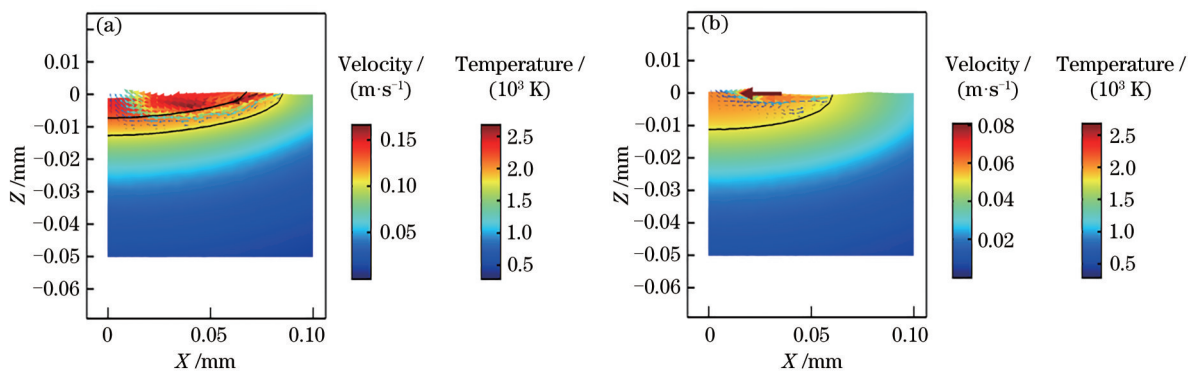 (a)
0.01
0
−0.01
−0.02
−0.03
−0.04
−0.05
−0.06
Z /mm
0
0.05
0.10
X /mm
Velocity /
(m·s⁻¹)
0.15
0.10
0.05
Temperature /
(10³ K)
2.5
2.0
1.5
1.0
0.5
(b)
0.01
0
−0.01
−0.02
−0.03
−0.04
−0.05
−0.06
Z /mm
0
0.05
0.10
X /mm
Velocity /
(m·s⁻¹)
0.08
0.06
0.04
0.02
Temperature /
(10³ K)
2.5
2.0
1.5
1.0
0.5